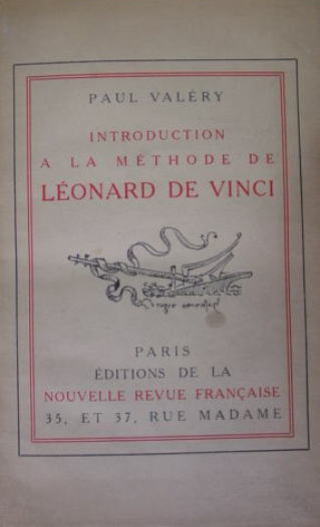 PAUL VALÉRY
INTRODUCTION
A LA MÉTHODE DE
LÉONARD DE VINCI
PARIS
ÉDITIONS DE LA
NOUVELLE REVUE FRANÇAISE
35, ET 37, RUE MADAME